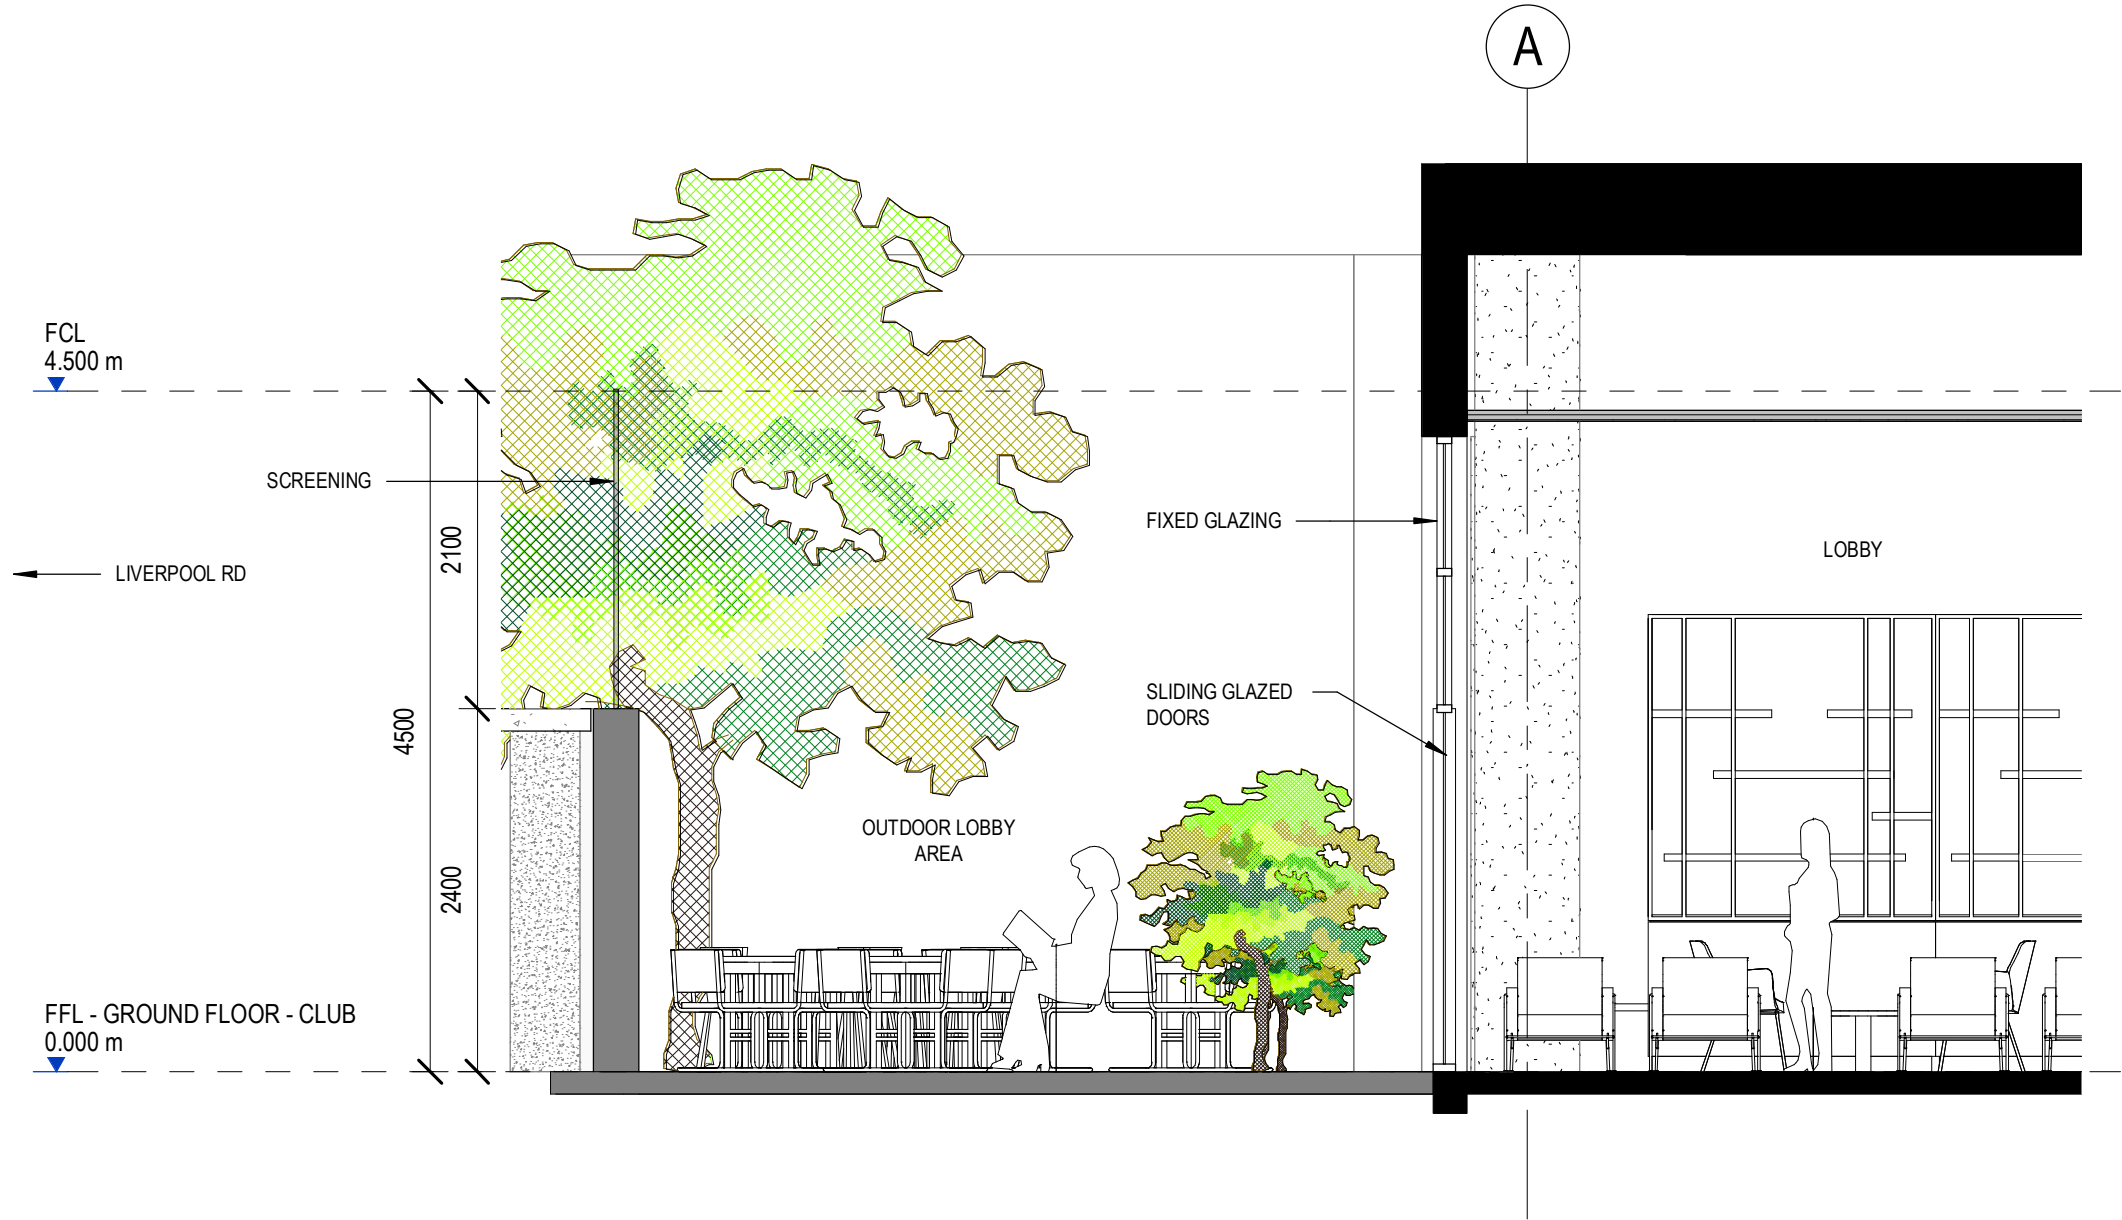 A
FCL
4.500 m
SCREENING
FIXED GLAZING
2100
LOBBY
LIVERPOOL RD
SLIDING GLAZED
DOORS
4500
OUTDOOR LOBBY
AREA
2400
FFL - GROUND FLOOR - CLUB
0.000 m